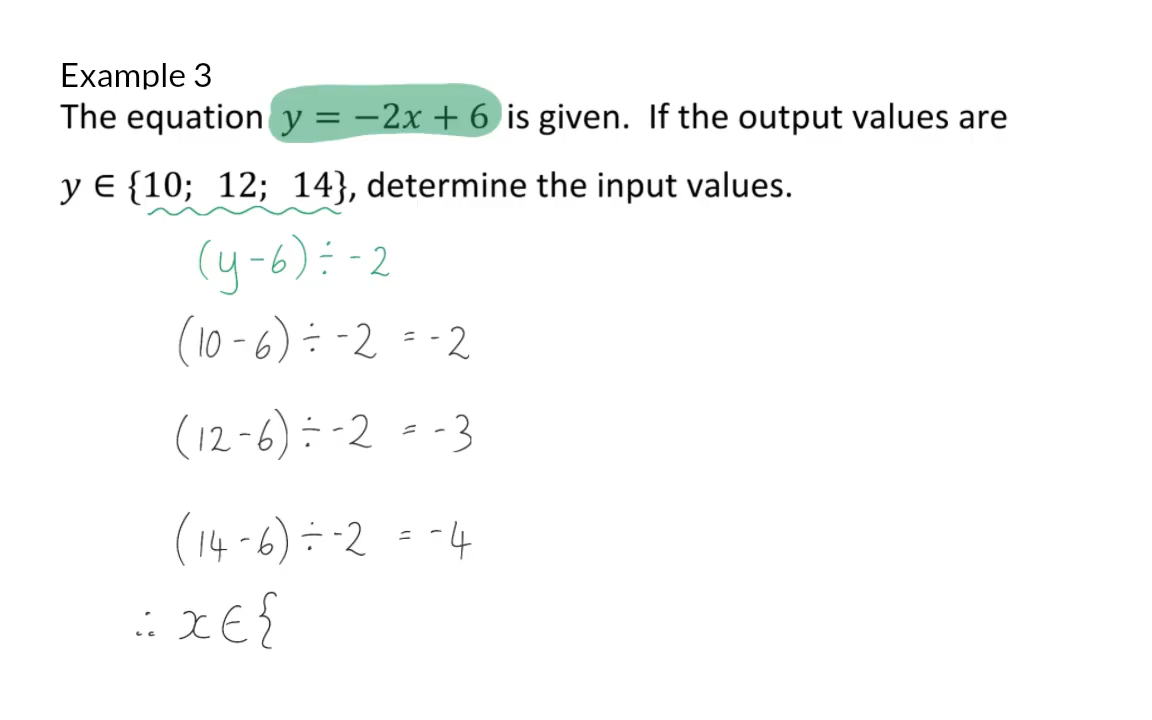 Example 3
The equation y = −2x + 6 is given. If the output values are
y ∈ {10; 12; 14}, determine the input values.
(y-6) ÷ -2
(10-6) ÷ -2 = -2
(12-6) ÷ -2 = -3
(14-6) ÷ -2 = -4
∴ x ∈ {